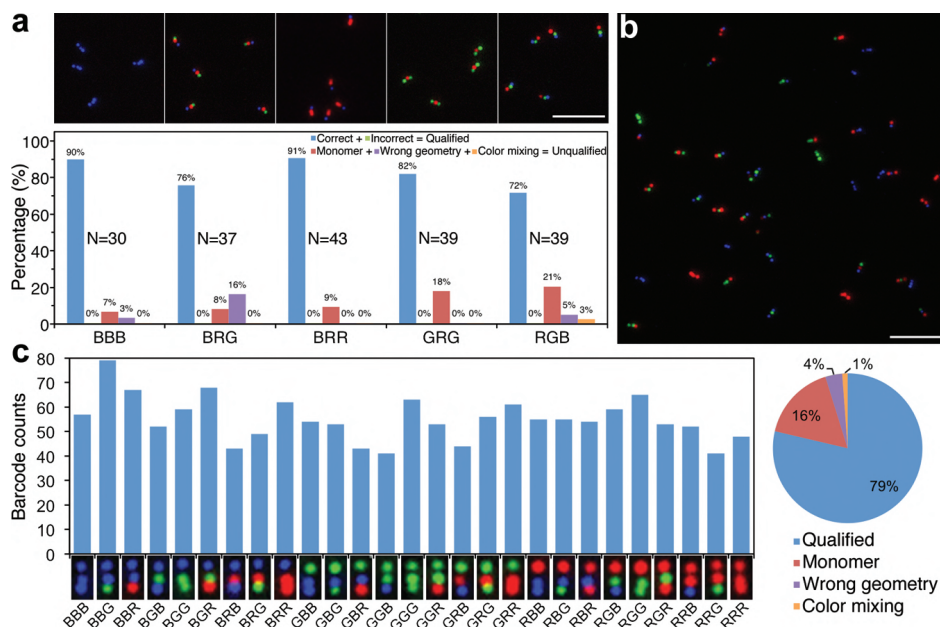 a
b
Correct + Incorrect = Qualified
Monomer + Wrong geometry + Color mixing = Unqualified
Percentage (%)
100
80
60
40
20
0
90%
0%
7%
3%
0%
N=30
76%
0%
8%
16%
0%
N=37
91%
0%
9%
0%
0%
N=43
82%
0%
18%
0%
0%
N=39
72%
0%
21%
5%
3%
N=39
BBB BRG BRR GRG RGB
c
Barcode counts
80
70
60
50
40
30
20
10
0
BBB BBG BBR BGB BGG BGR BRB BRG BRR GBB GBG GBR GGB GGG GGR GRB GRG GRR RBB RBG RBR RGB RGG RGR RRB RRG RRR
4%
1%
16%
79%
Qualified
Monomer
Wrong geometry
Color mixing